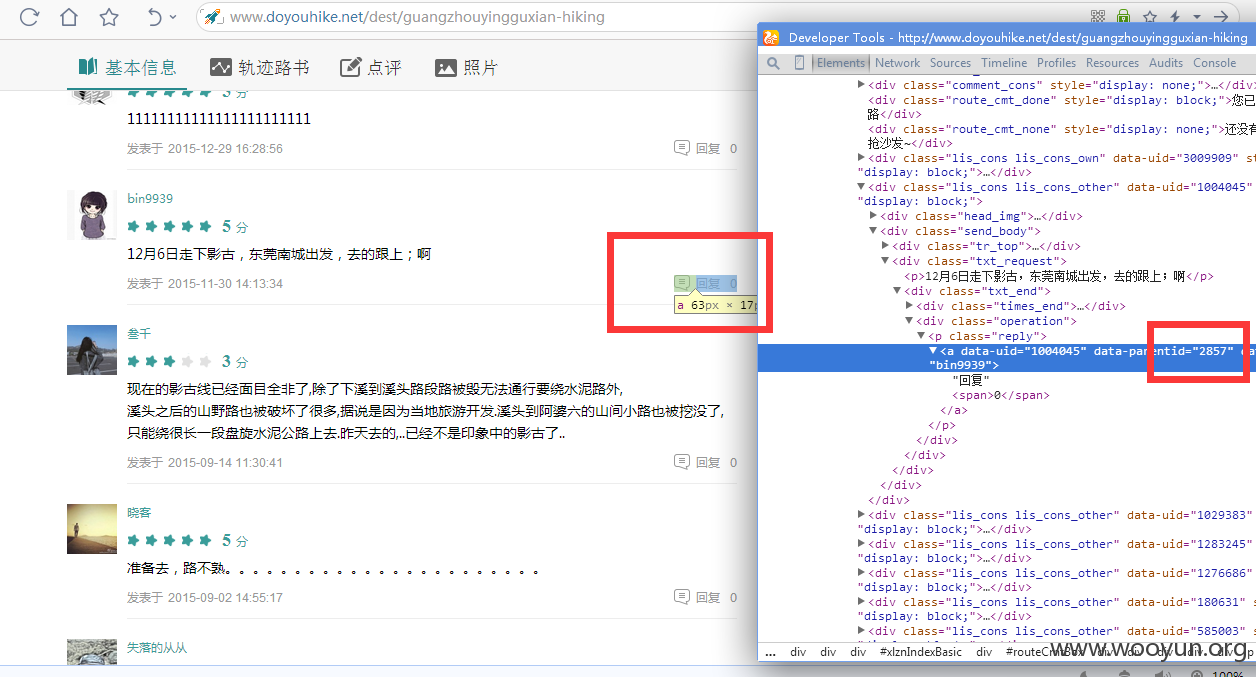 www.doyouhike.net/dest/guangzhouyingguxian-hiking
基本信息
轨迹路书
点评
照片
5 分
11111111111111111111111
发表于 2015-12-29 16:28:56
回复 0
bin9939
5 分
12月6日走下影古，东莞南城出发，去的跟上；啊
发表于 2015-11-30 14:13:34
回复 0
a 63px × 17p
叁千
3 分
现在的影古线已经面目全非了,除了下溪到溪头路段路被毁无法通行要绕水泥路外,
溪头之后的山野路也被破坏了很多,据说是因为当地旅游开发.溪头到阿婆六的山间小路也被挖没了,
只能绕很长一段盘旋水泥公路上去.昨天去的,..已经不是印象中的影古了..
发表于 2015-09-14 11:30:41
回复 0
晓客
5 分
准备去，路不熟。。。。。。。。。。。。。。。。。。。。。。。
发表于 2015-09-02 14:55:17
回复 0
失落的从从
Developer Tools - http://www.doyouhike.net/dest/guangzhouyingguxian-hiking
Elements Network Sources Timeline Profiles Resources Audits Console
<div class="comment_cons" style="display: none;">…</div>
<div class="route_cmt_done" style="display: block;">您已
路</div>
<div class="route_cmt_none" style="display: none;">还没有
抢沙发~</div>
<div class="lis_cons lis_cons_own" data-uid="3009909" st
"display: block;">…</div>
<div class="lis_cons lis_cons_other" data-uid="1004045"
"display: block;">
<div class="head_img">…</div>
<div class="send_body">
<div class="tr_top">…</div>
<div class="txt_request">
<p>12月6日走下影古，东莞南城出发，去的跟上；啊</p>
<div class="txt_end">
<div class="times_end">…</div>
<div class="operation">
<p class="reply">
<a data-uid="1004045" data-parentid="2857" da
"bin9939">
"回复"
<span>0</span>
</a>
</p>
</div>
</div>
</div>
</div>
</div>
<div class="lis_cons lis_cons_other" data-uid="1029383"
"display: block;">…</div>
<div class="lis_cons lis_cons_other" data-uid="1283245"
"display: block;">…</div>
<div class="lis_cons lis_cons_other" data-uid="1276686"
"display: block;">…</div>
<div class="lis_cons lis_cons_other" data-uid="180631" s
"display: block;">…</div>
<div class="lis_cons lis_cons_other" data-uid="585003" s
"display: block;">…</div>
... div div div #xlznIndexBasic div #routeCmtBox div div div div div p
www.wooyun.org
100%